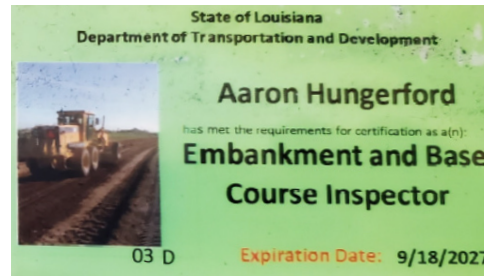 State of Louisiana
Department of Transportation and Development
Aaron Hungerford
has met the requirements for certification as a(n):
Embankment and Base
Course Inspector
03 D
Expiration Date: 9/18/2027